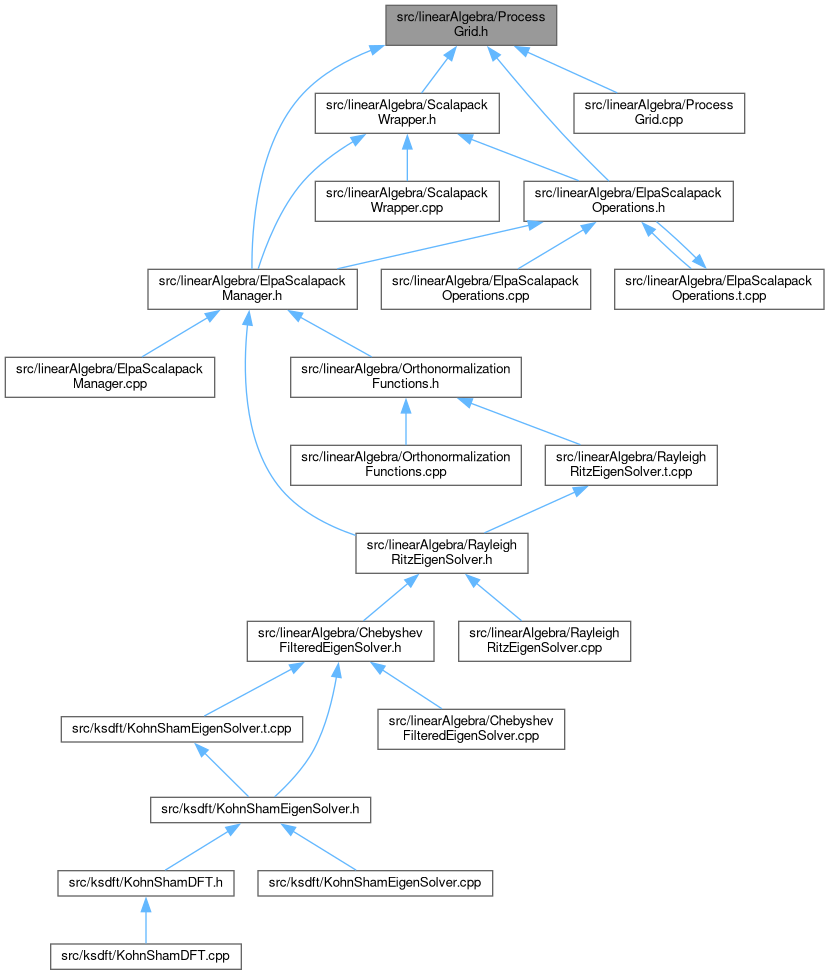 src/linearAlgebra/Process
Grid.h
src/linearAlgebra/Scalapack
Wrapper.h
src/linearAlgebra/Process
Grid.cpp
src/linearAlgebra/Scalapack
Wrapper.cpp
src/linearAlgebra/ElpaScalapack
Operations.h
src/linearAlgebra/ElpaScalapack
Manager.h
src/linearAlgebra/ElpaScalapack
Operations.cpp
src/linearAlgebra/ElpaScalapack
Operations.t.cpp
src/linearAlgebra/ElpaScalapack
Manager.cpp
src/linearAlgebra/Orthonormalization
Functions.h
src/linearAlgebra/Orthonormalization
Functions.cpp
src/linearAlgebra/Rayleigh
RitzEigenSolver.t.cpp
src/linearAlgebra/Rayleigh
RitzEigenSolver.h
src/linearAlgebra/Chebyshev
FilteredEigenSolver.h
src/linearAlgebra/Rayleigh
RitzEigenSolver.cpp
src/ksdft/KohnShamEigenSolver.t.cpp
src/linearAlgebra/Chebyshev
FilteredEigenSolver.cpp
src/ksdft/KohnShamEigenSolver.h
src/ksdft/KohnShamDFT.h
src/ksdft/KohnShamEigenSolver.cpp
src/ksdft/KohnShamDFT.cpp